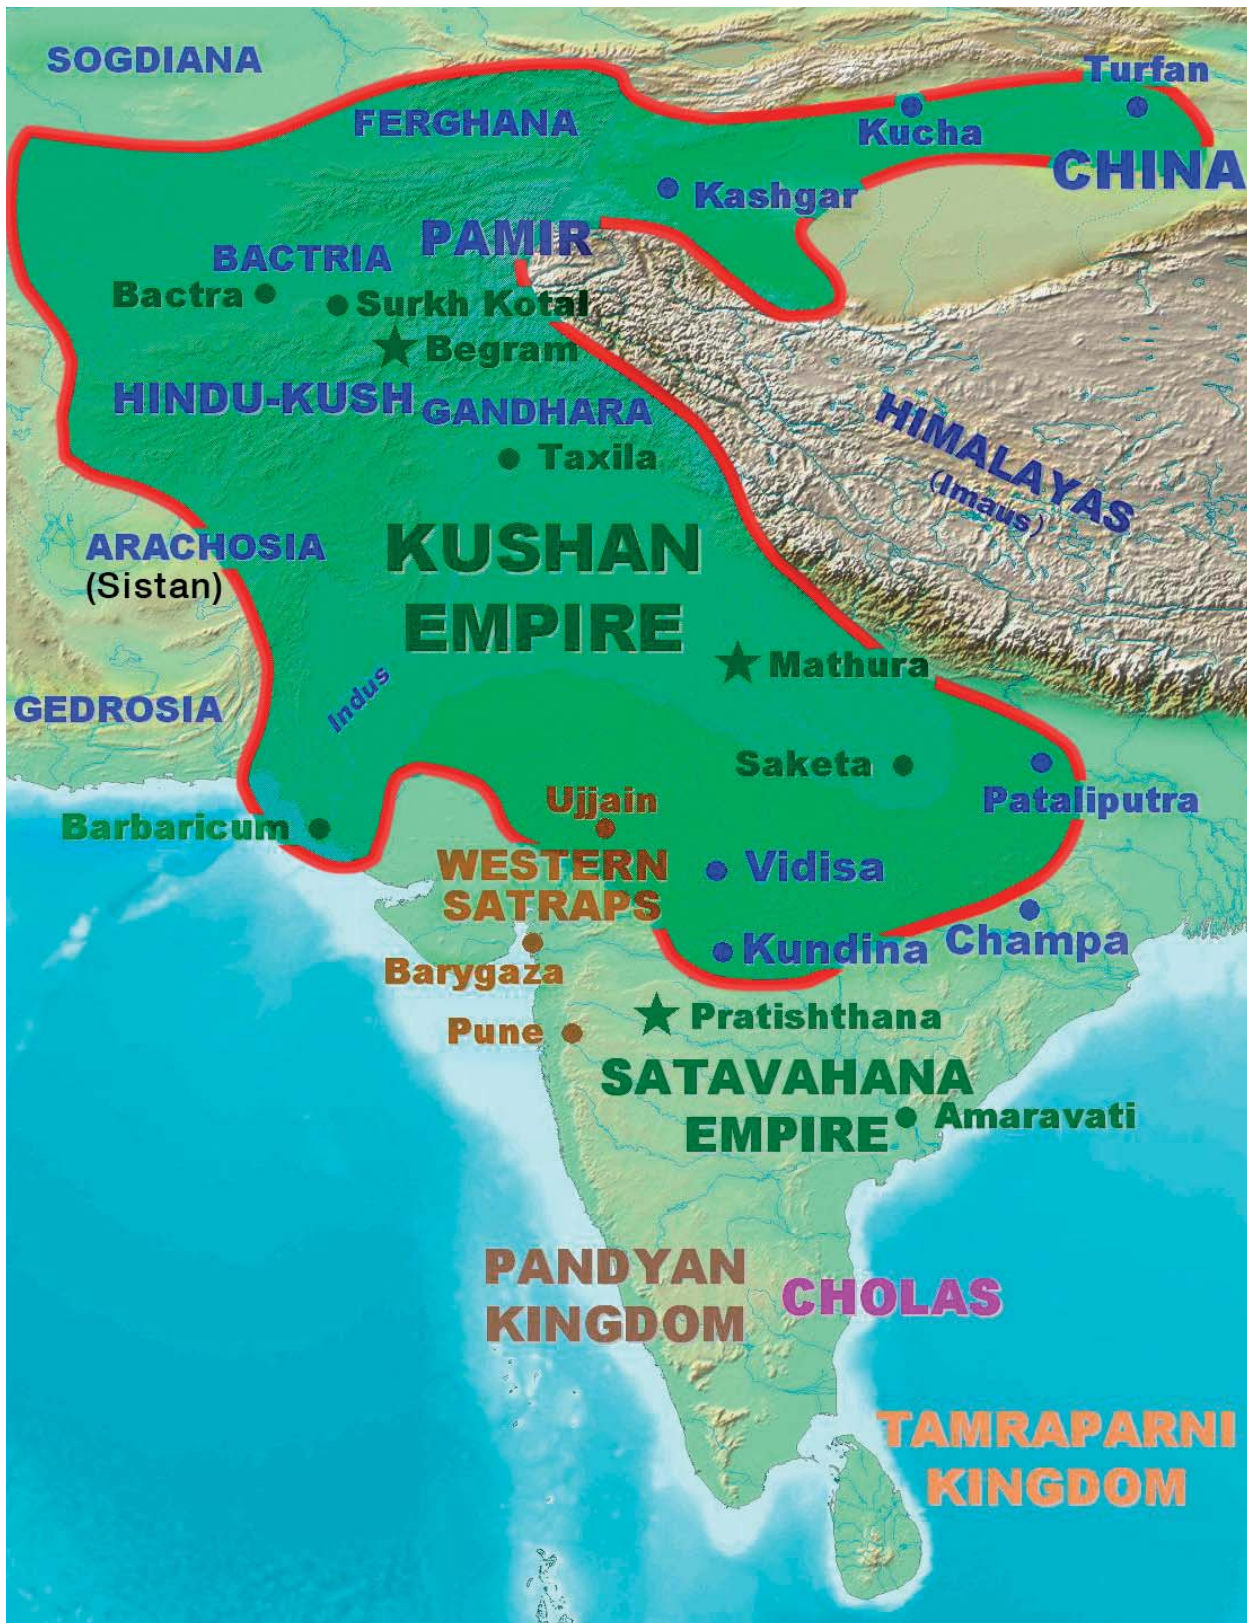 SOGDIANA
Turfan
FERGHANA
Kucha
CHINA
Kashgar
PAMIR
BACTRIA
Bactra
Surkh Kotal
Begram
HINDU-KUSH
GANDHARA
HIMALAYAS
(Imaus)
Taxila
KUSHAN
EMPIRE
ARACHOSIA
(Sistan)
Mathura
Indus
GEDROSIA
Saketa
Pataliputra
Ujjain
Barbaricum
WESTERN
SATRAPS
Vidisa
Kundina
Champa
Barygaza
Pratishthana
Pune
SATAVAHANA
EMPIRE
Amaravati
PANDYAN
KINGDOM
CHOLAS
TAMRAPARNI
KINGDOM